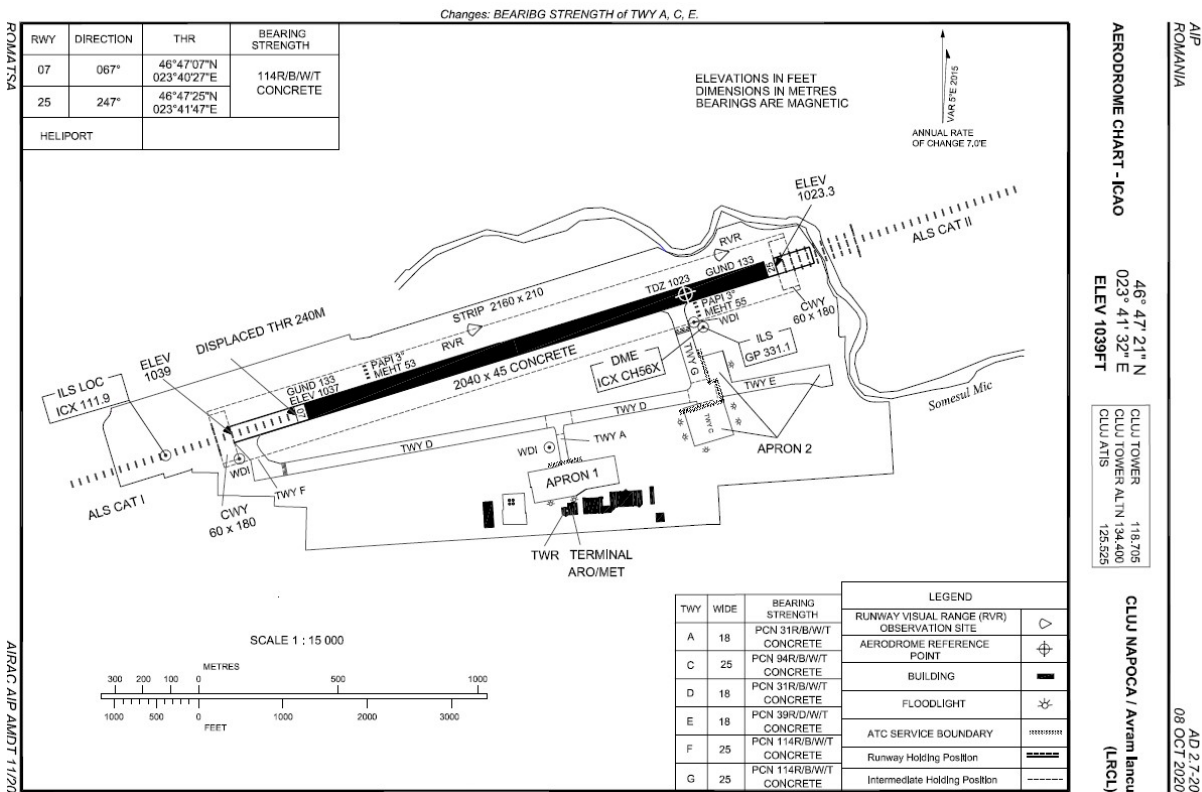 Changes: BEARIBG STRENGTH of TWY A, C, E.
AIP
ROMANIA
AD 2.7-20
08 OCT 2020
AERODROME CHART - ICAO
46° 47' 21" N
023° 41' 32" E
ELEV 1039FT
CLUJ TOWER 118.705
CLUJ TOWER ALTN 134.400
CLUJ ATIS 125.525
CLUJ NAPOCA / Avram Iancu
(LRCL)
ROMATSA
AIRAC AIP AMDT 11/20
RWY DIRECTION THR BEARING STRENGTH
07 067° 46°47'07"N 023°40'27"E 114R/B/W/T CONCRETE
25 247° 46°47'25"N 023°41'47"E
HELIPORT
ELEVATIONS IN FEET
DIMENSIONS IN METRES
BEARINGS ARE MAGNETIC
VAR 5°E 2015
ANNUAL RATE
OF CHANGE 7.0'E
ELEV
1023.3
ALS CAT II
RVR
GUND 133
TDZ 1023
25
STRIP 2160 x 210
RVR
PAPI 3°
MEHT 55
WDI
CWY
60 x 180
ILS
GP 331.1
DME
ICX CH56X
DISPLACED THR 240M
ELEV
1039
ILS LOC
ICX 111.9
GUND 133
ELEV 1037
PAPI 3°
MEHT 53
2040 x 45 CONCRETE
07
TWY G
TWY E
TWY D
TWY C
TWY D
TWY A
WDI
APRON 1
APRON 2
Somesul Mic
WDI
TWY F
ALS CAT I
CWY
60 x 180
TWR TERMINAL
ARO/MET
SCALE 1 : 15 000
METRES
300 200 100 0 500 1000
1000 500 0 1000 2000 3000
FEET
TWY WIDE BEARING STRENGTH
A 18 PCN 31R/B/W/T CONCRETE
C 25 PCN 94R/B/W/T CONCRETE
D 18 PCN 31R/B/W/T CONCRETE
E 18 PCN 39R/D/W/T CONCRETE
F 25 PCN 114R/B/W/T CONCRETE
G 25 PCN 114R/B/W/T CONCRETE
LEGEND
RUNWAY VISUAL RANGE (RVR)
OBSERVATION SITE
AERODROME REFERENCE
POINT
BUILDING
FLOODLIGHT
ATC SERVICE BOUNDARY
Runway Holding Position
Intermediate Holding Position